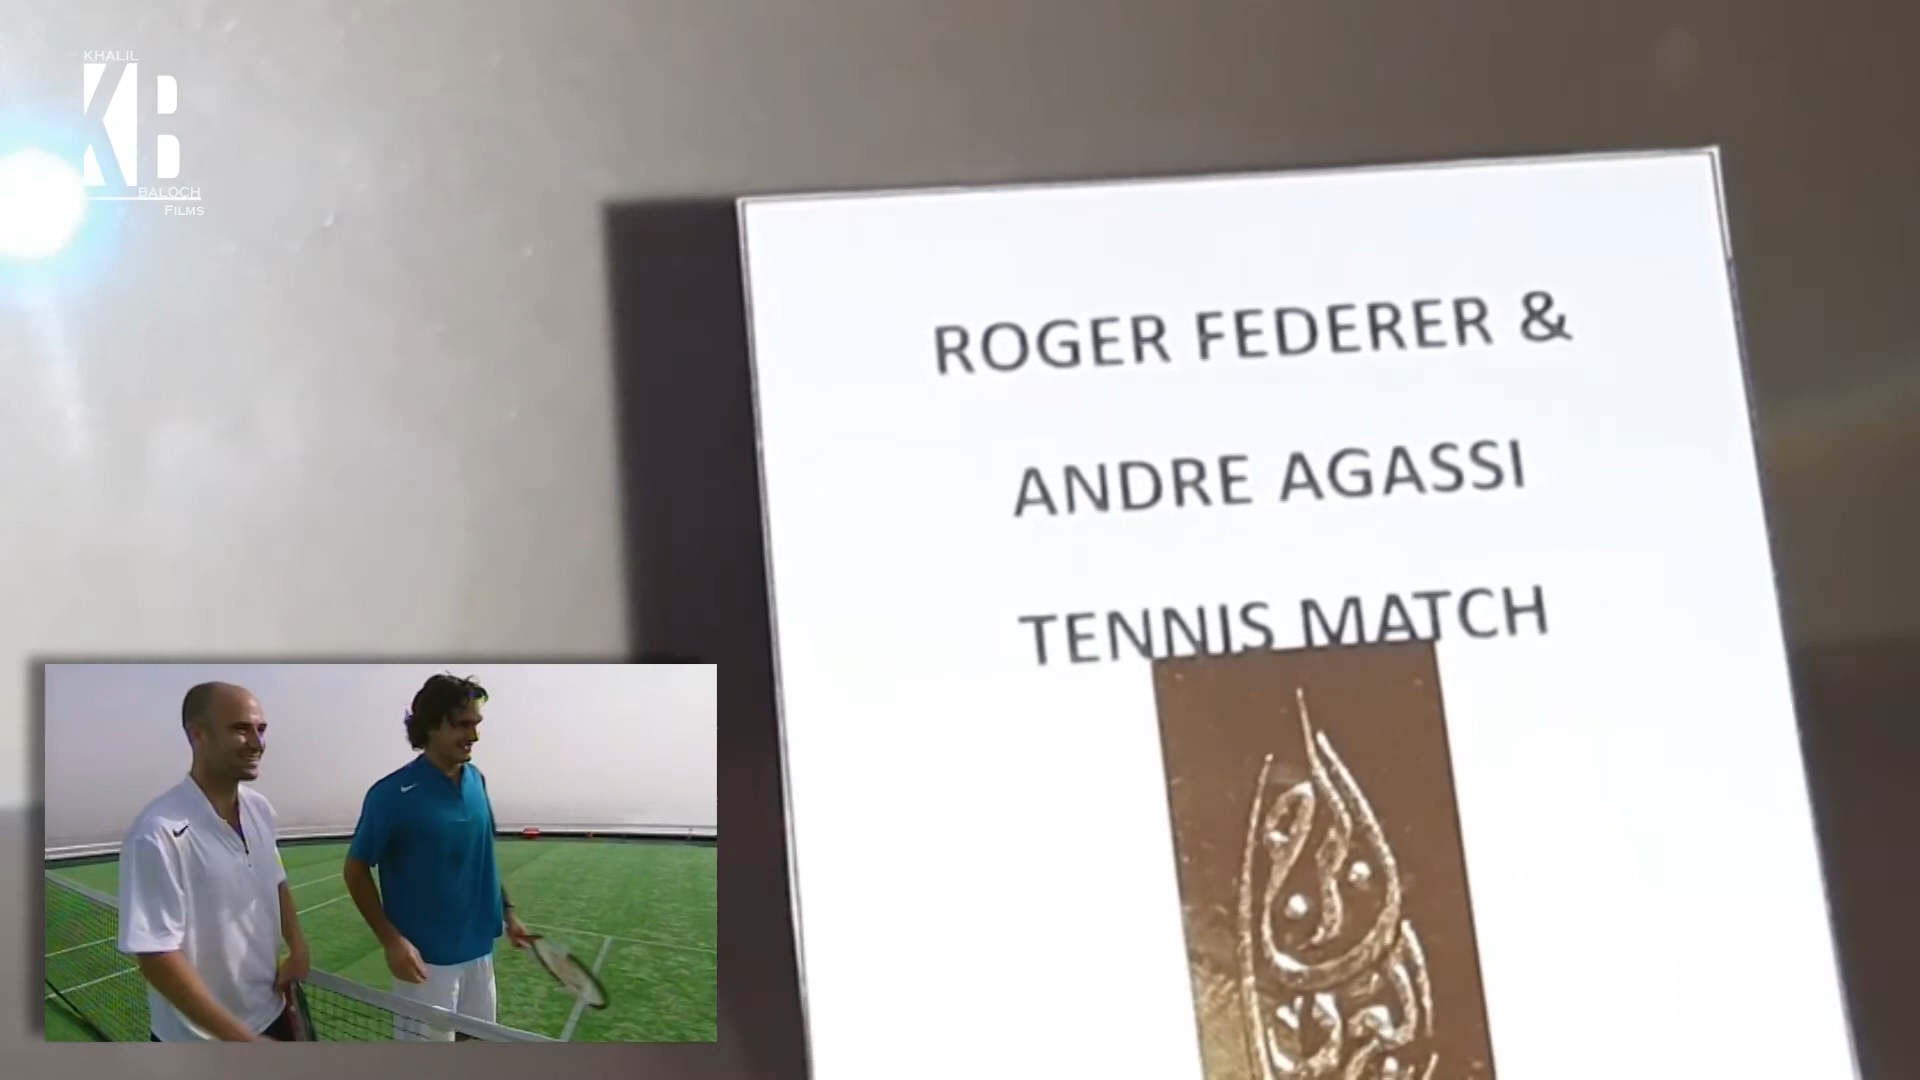 KHALIL
KB
BALOCH
FILMS
ROGER FEDERER &
ANDRE AGASSI
TENNIS MATCH